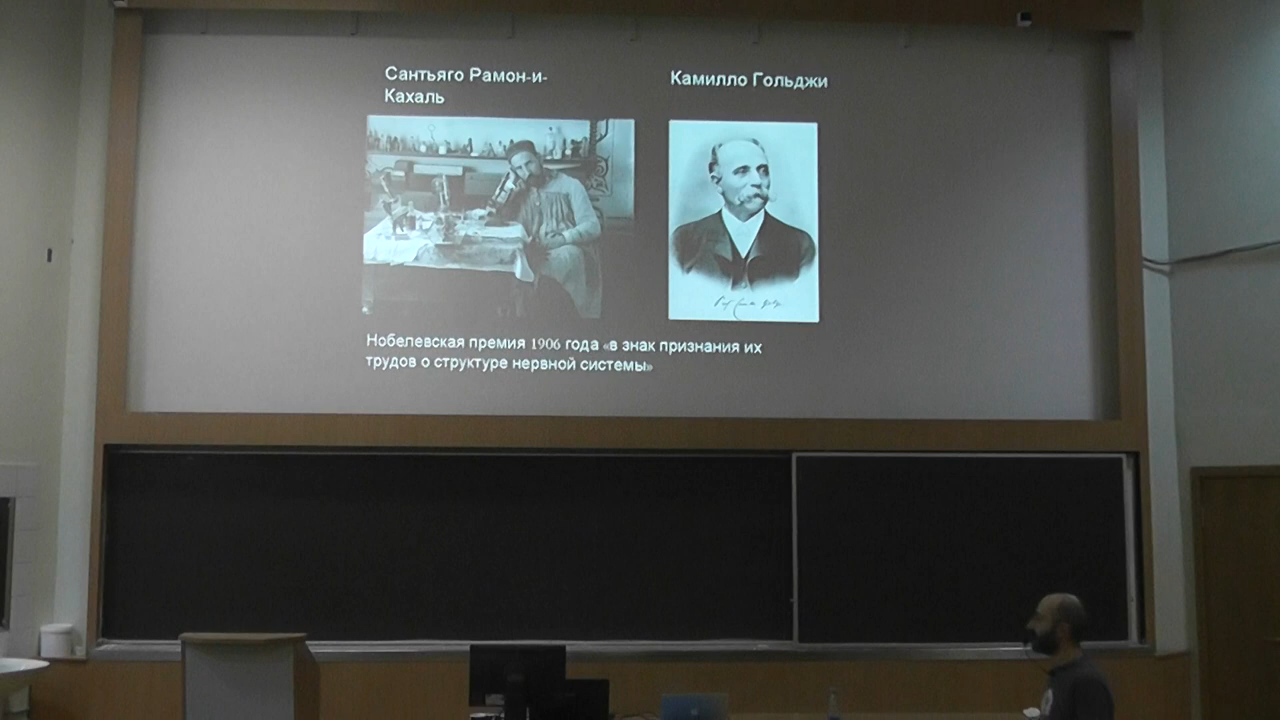 Сантьяго Рамон-и-
Кахаль
Камилло Гольджи
Нобелевская премия 1906 года «в знак признания их
трудов о структуре нервной системы»